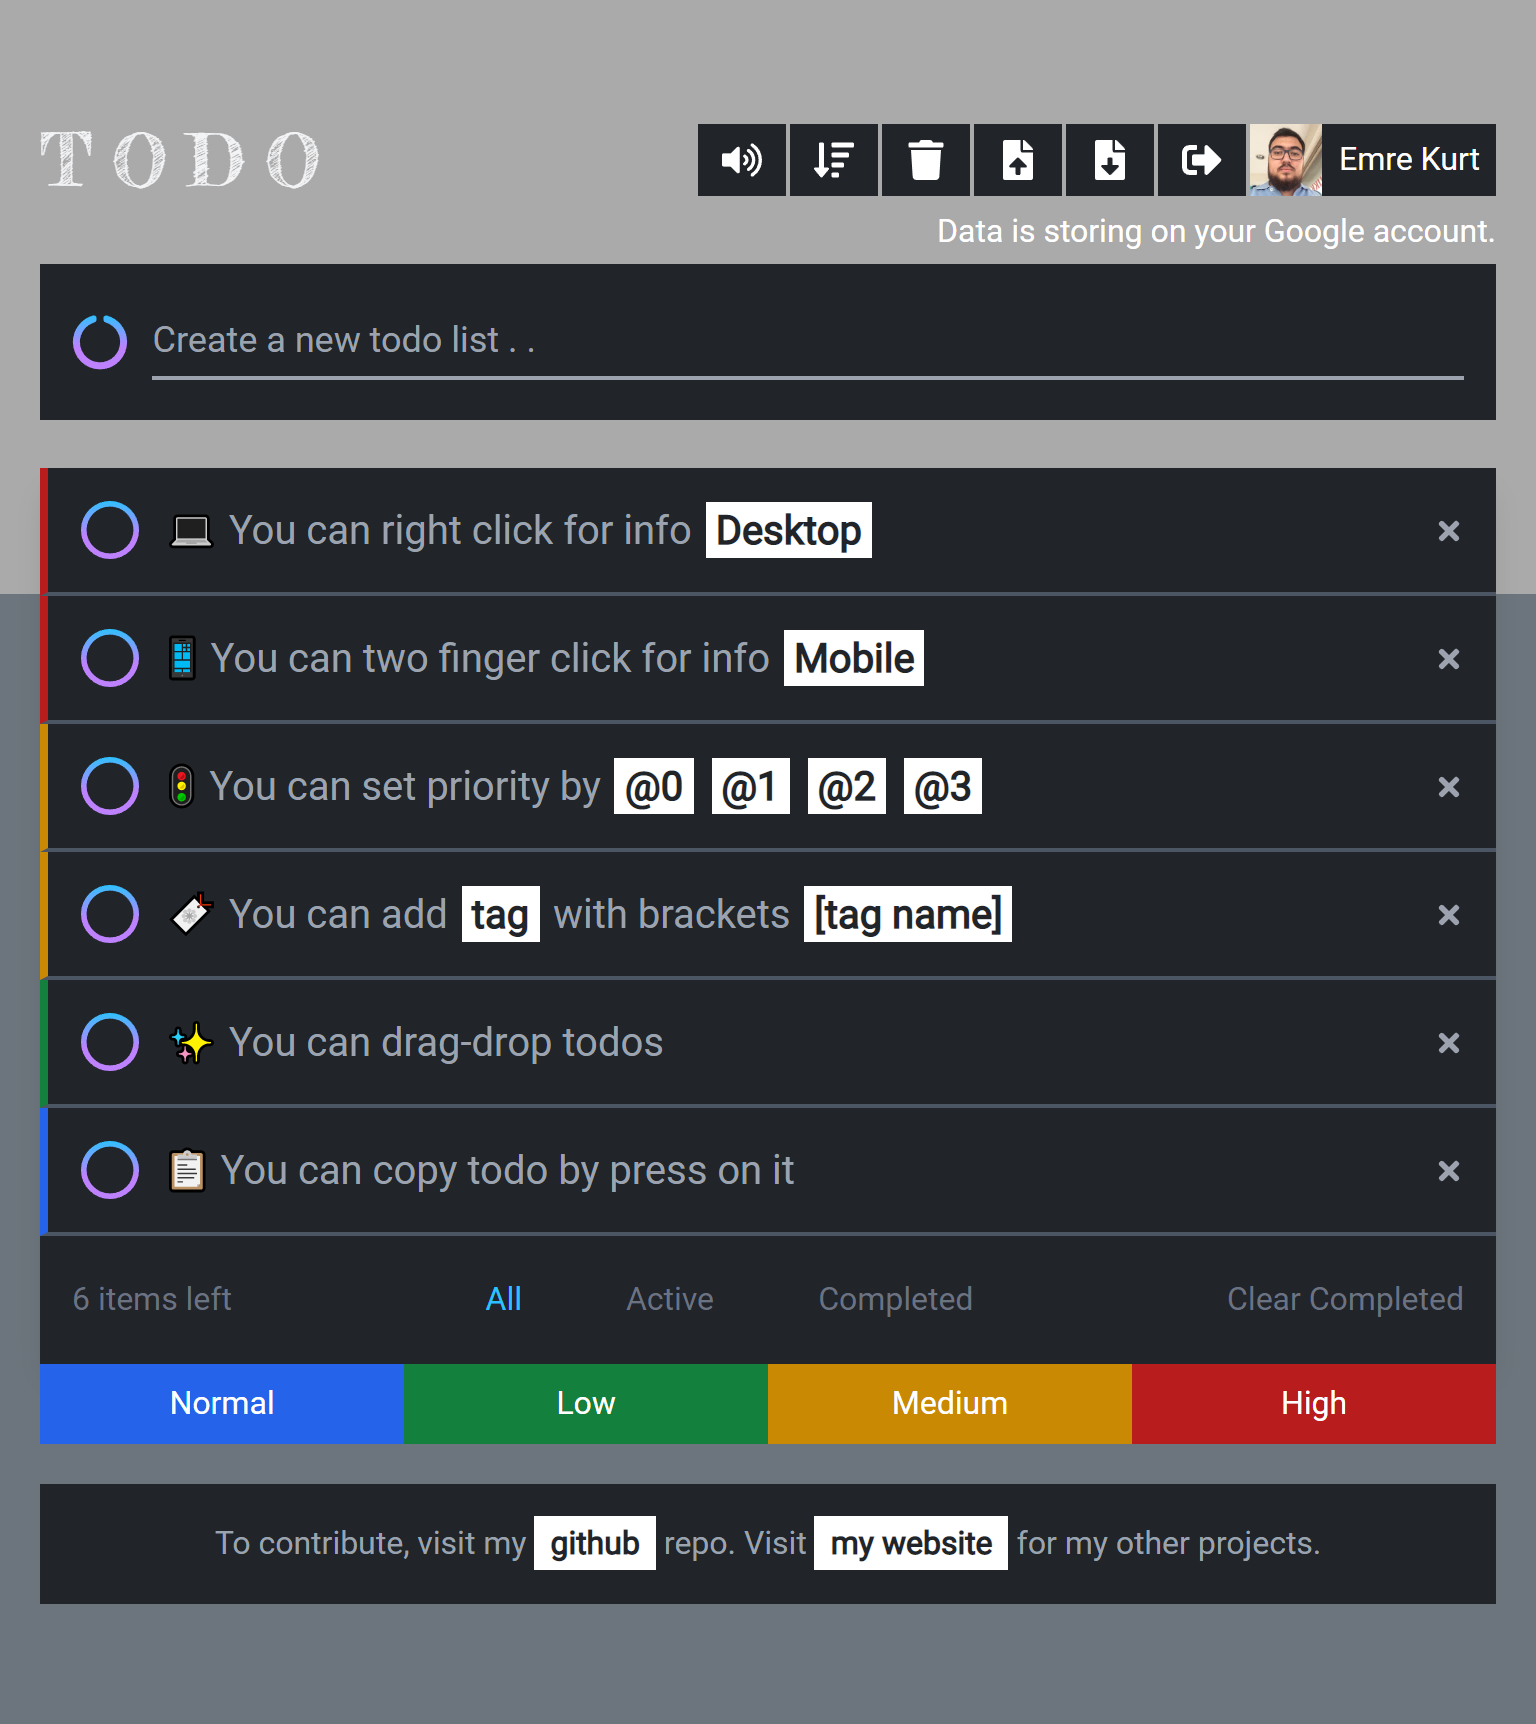 TODO
Emre Kurt
Data is storing on your Google account.
Create a new todo list . .
You can right click for info Desktop
You can two finger click for info Mobile
You can set priority by @0 @1 @2 @3
You can add tag with brackets [tag name]
You can drag-drop todos
You can copy todo by press on it
6 items left All Active Completed Clear Completed
Normal Low Medium High
To contribute, visit my github repo. Visit my website for my other projects.